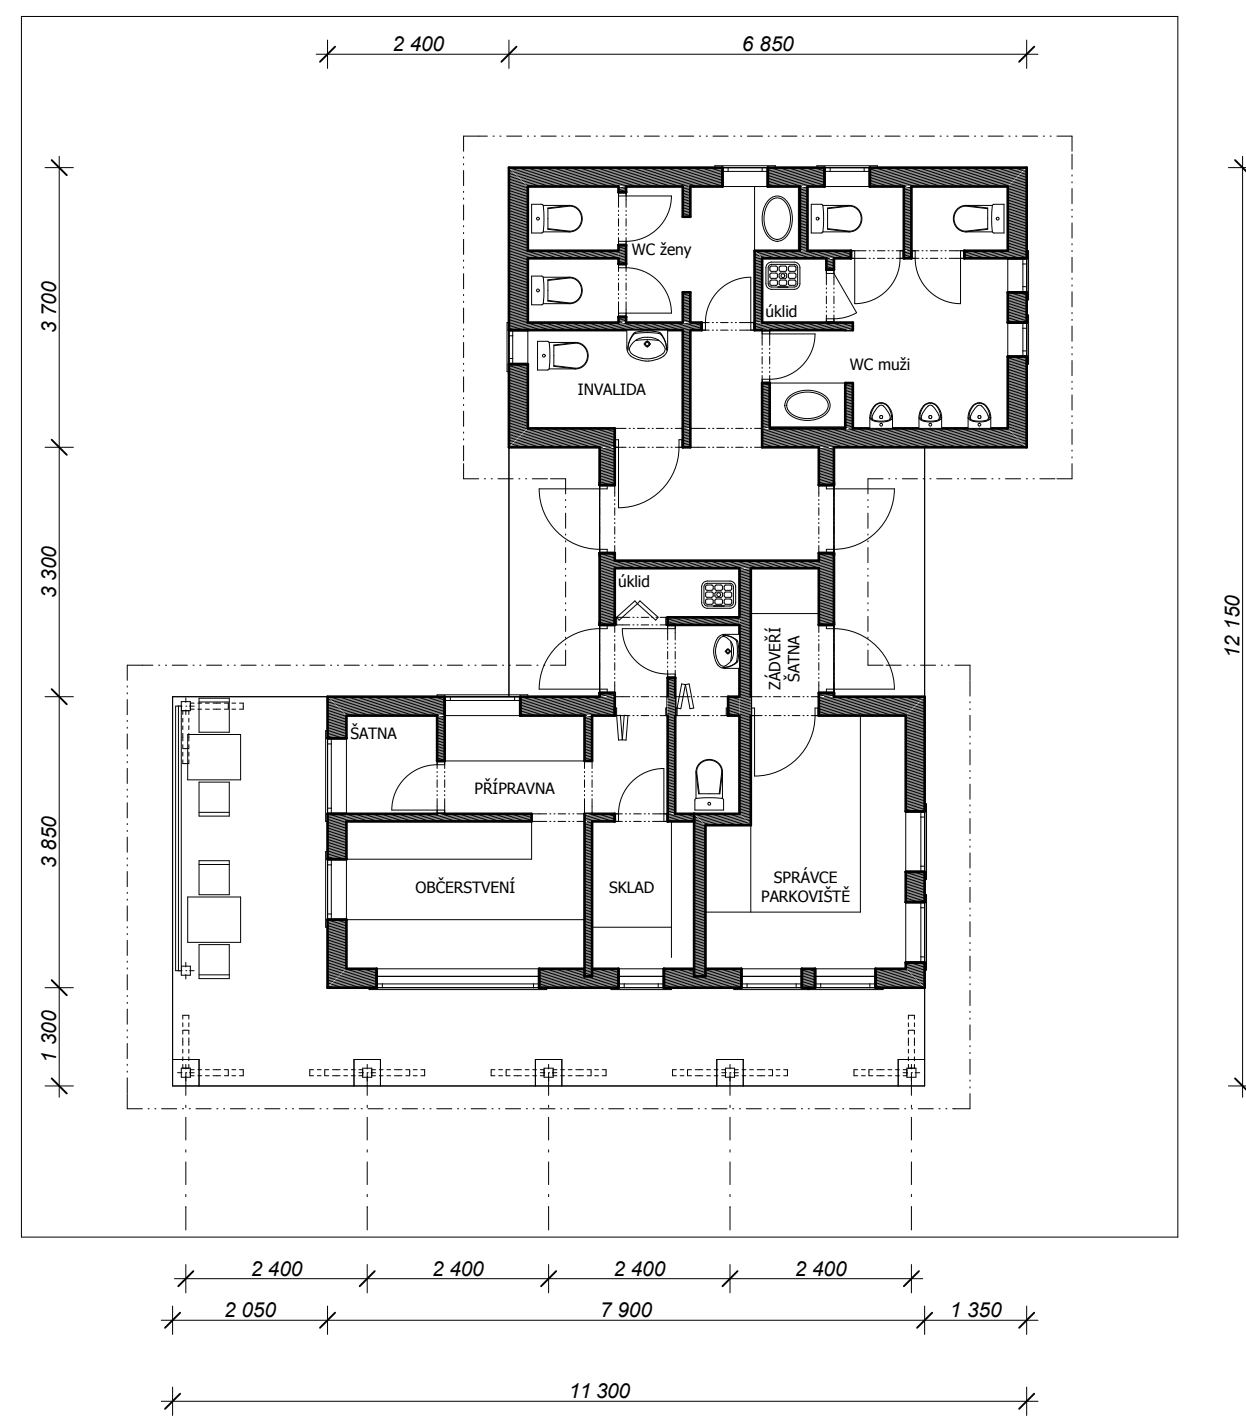 2 400
6 850
WC ženy
3 700
úklid
WC muži
INVALIDA
3 300
úklid
12 150
ZÁDVEŘÍ
ŠATNA
ŠATNA
PŘÍPRAVNA
3 850
OBČERSTVENÍ
SKLAD
SPRÁVCE
PARKOVIŠTĚ
1 300
2 400
2 400
2 400
2 400
2 050
7 900
1 350
11 300